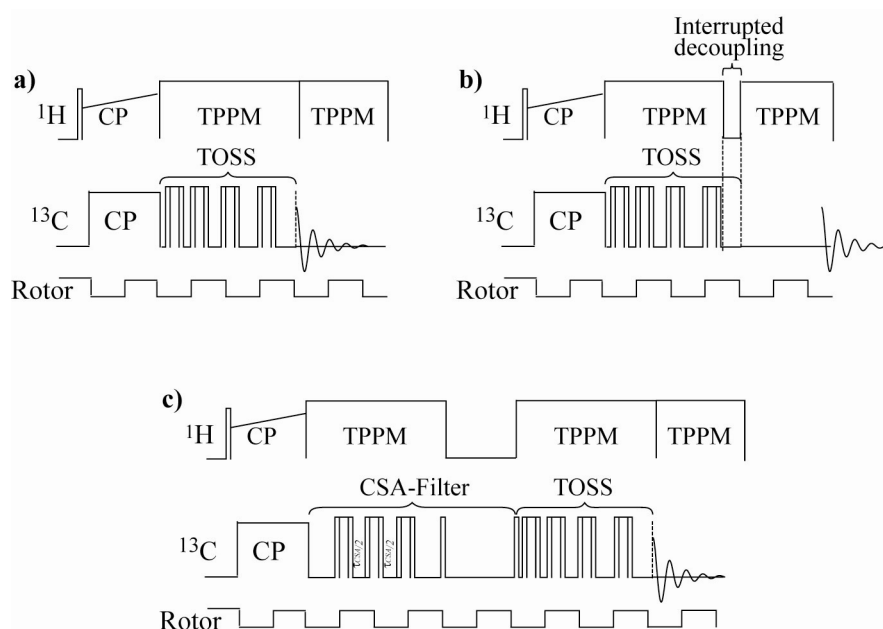 a)
¹H
CP
TPPM
TPPM
TOSS
¹³C
CP
Rotor
b)
Interrupted
decoupling
¹H
CP
TPPM
TPPM
TOSS
¹³C
CP
Rotor
c)
¹H
CP
TPPM
TPPM
TPPM
CSA-Filter
TOSS
¹³C
CP
τCSA/2
τCSA/2
Rotor